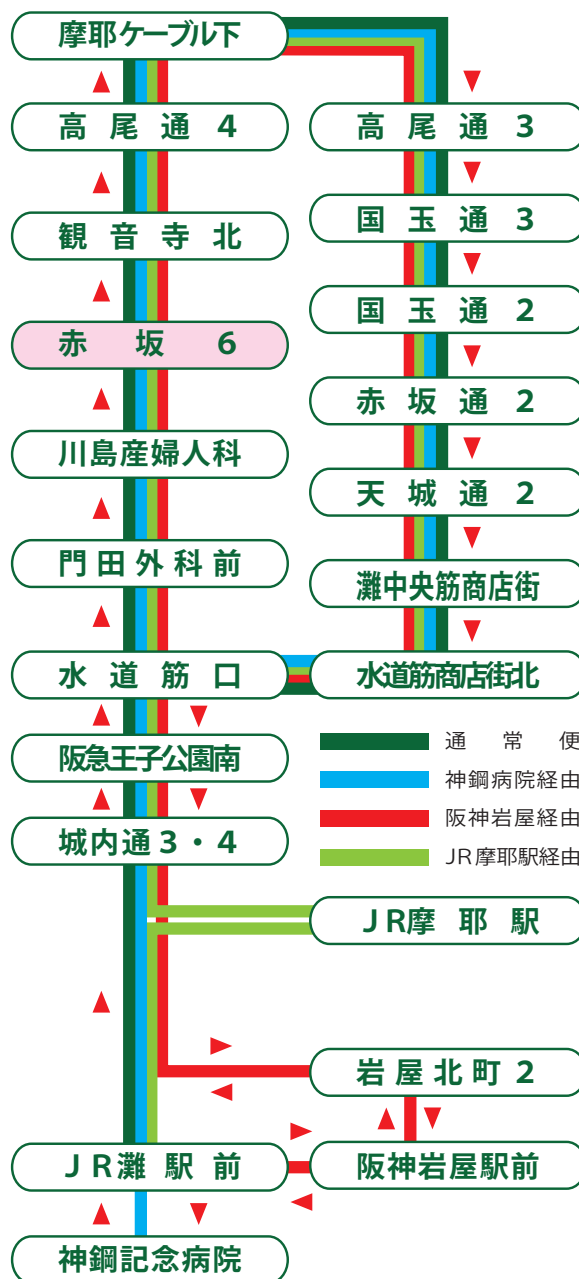 摩耶ケーブル下
高尾通4
観音寺北
赤坂6
川島産婦人科
門田外科前
水道筋口
阪急王子公園南
城内通3・4
JR灘駅前
神鋼記念病院
高尾通3
国玉通3
国玉通2
赤坂通2
天城通2
灘中央筋商店街
水道筋商店街北
通常便
神鋼病院経由
阪神岩屋経由
JR摩耶駅経由
JR摩耶駅
岩屋北町2
阪神岩屋駅前